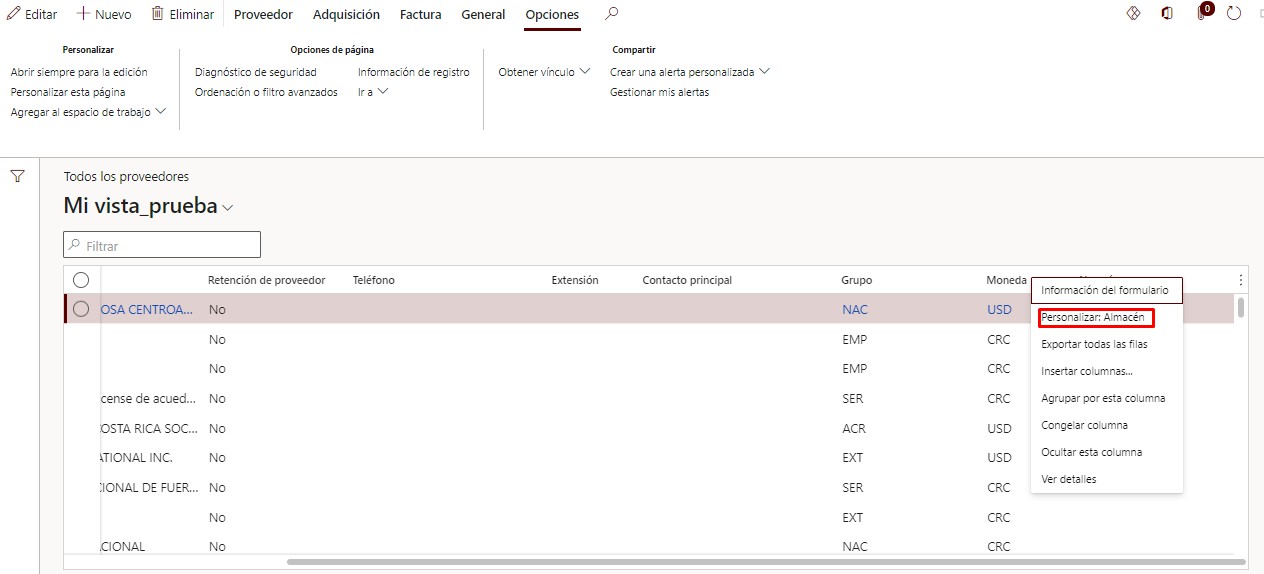 Editar Nuevo Eliminar Proveedor Adquisición Factura General Opciones 0
Personalizar Opciones de página Compartir
Abrir siempre para la edición Diagnóstico de seguridad Información de registro Obtener vínculo Crear una alerta personalizada
Personalizar esta página Ordenación o filtro avanzados Ir a Gestionar mis alertas
Agregar al espacio de trabajo
Todos los proveedores
Mi vista_prueba
Filtrar
Retención de proveedor Teléfono Extensión Contacto principal Grupo Moneda
OSA CENTROA... No NAC USD
No EMP CRC
No EMP CRC
cense de acued... No SER CRC
OSTA RICA SOC... No ACR USD
ATIONAL INC. No EXT USD
CIONAL DE FUER... No SER CRC
No EXT CRC
CIONAL No NAC CRC
Información del formulario
Personalizar: Almacén
Exportar todas las filas
Insertar columnas...
Agrupar por esta columna
Congelar columna
Ocultar esta columna
Ver detalles